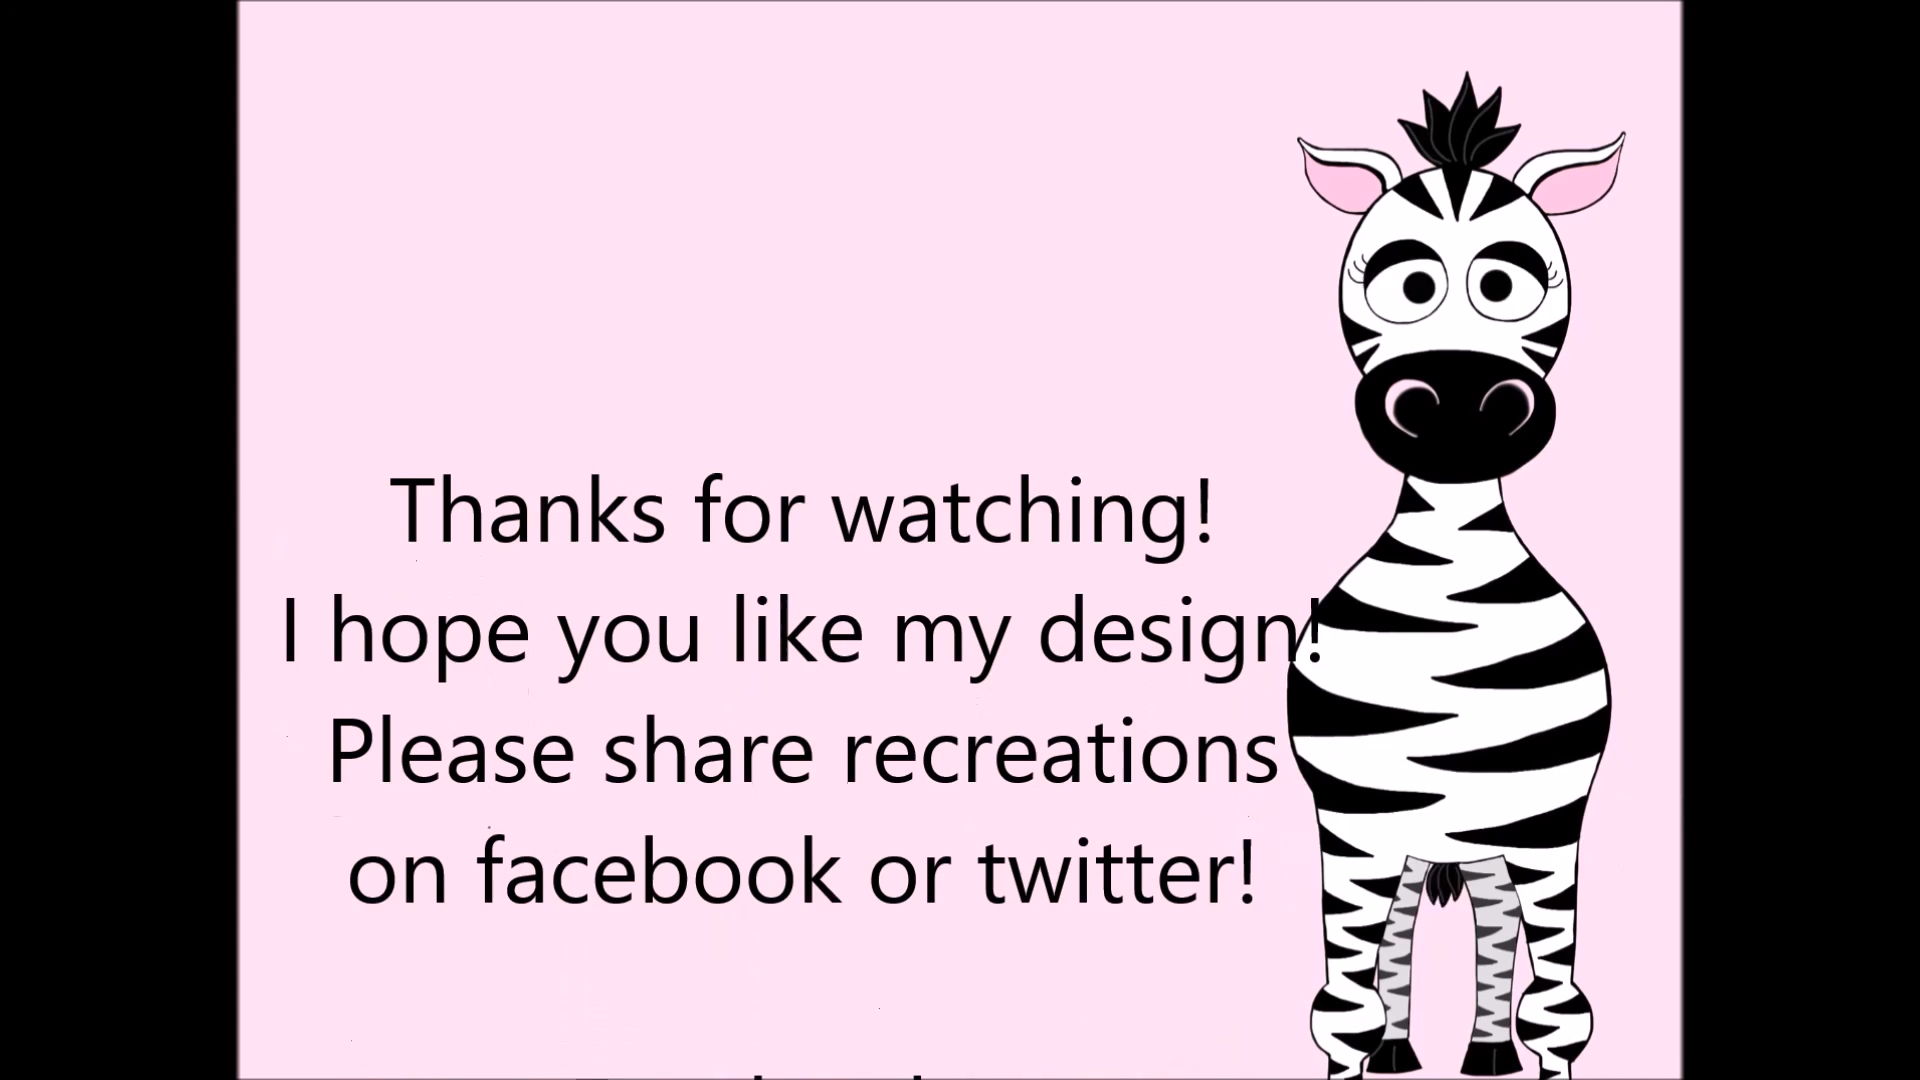 Thanks for watching!
I hope you like my design!
Please share recreations
on facebook or twitter!